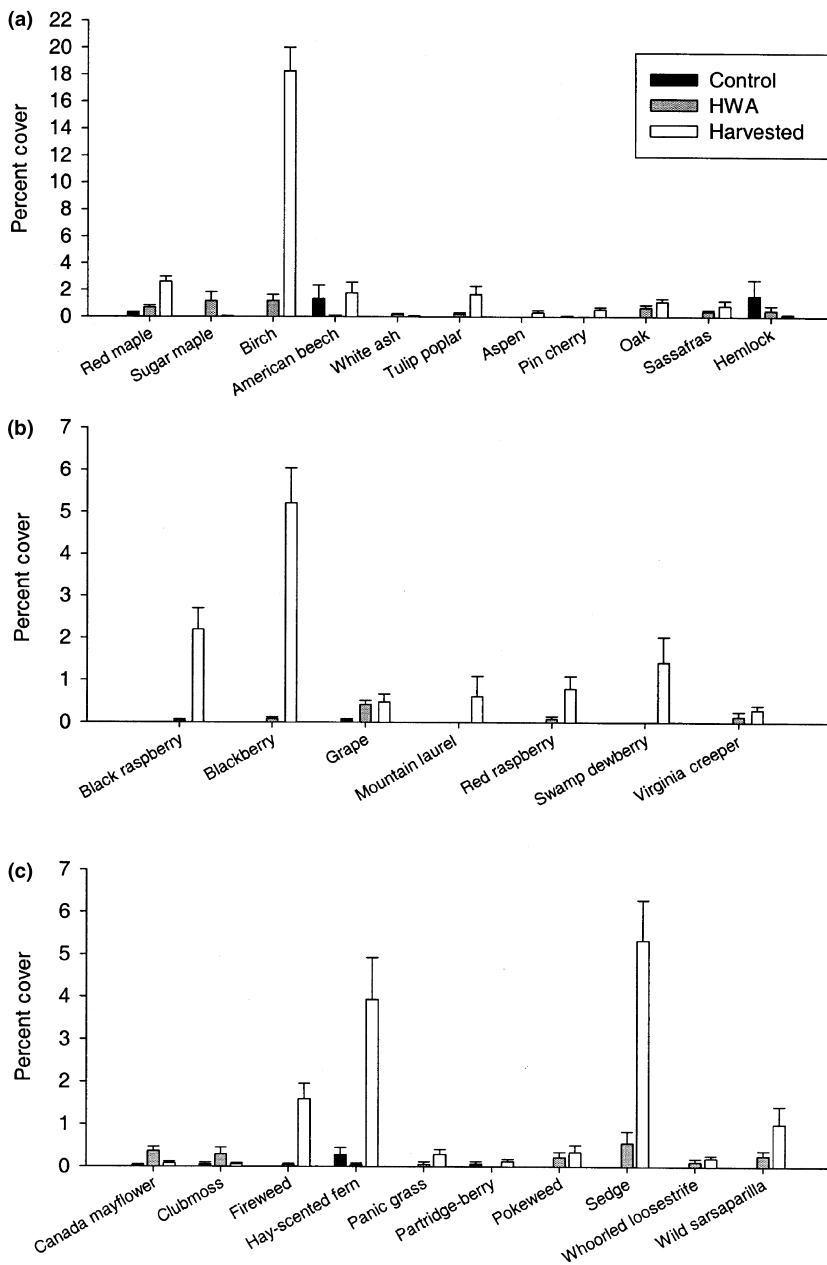 (a)
22
20
18
16
14
12
10
8
6
4
2
0
Percent cover
Control
HWA
Harvested
Red maple
Sugar maple
Birch
American beech
White ash
Tulip poplar
Aspen
Pin cherry
Oak
Sassafras
Hemlock
(b)
7
6
5
4
3
2
1
0
Percent cover
Black raspberry
Blackberry
Grape
Mountain laurel
Red raspberry
Swamp dewberry
Virginia creeper
(c)
7
6
5
4
3
2
1
0
Percent cover
Canada mayflower
Clubmoss
Fireweed
Hay-scented fern
Panic grass
Partridge-berry
Pokeweed
Sedge
Whoorled loosestrife
Wild sarsaparilla